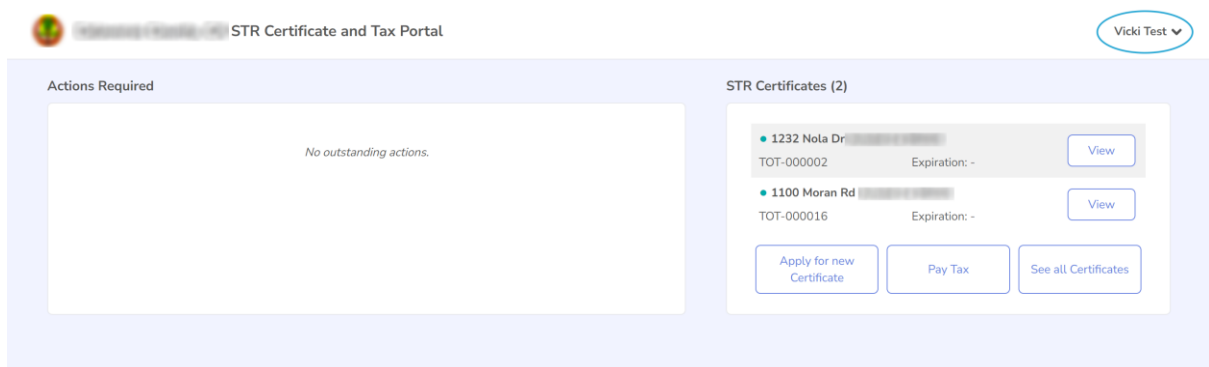 STR Certificate and Tax Portal
Vicki Test
Actions Required
No outstanding actions.
STR Certificates (2)
1232 Nola Dr
View
TOT-000002 Expiration: -
1100 Moran Rd
View
TOT-000016 Expiration: -
Apply for new
Certificate
Pay Tax
See all Certificates